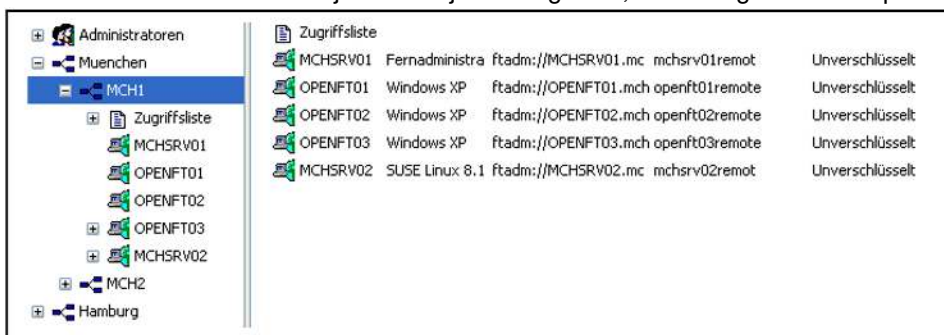 Administratoren
Muenchen
MCH1
Zugriffsliste
MCHSRV01
OPENFT01
OPENFT02
OPENFT03
MCHSRV02
MCH2
Hamburg
Zugriffsliste
MCHSRV01 Fernadministra ftadm://MCHSRV01.mc mchsrv01remot Unverschlüsselt
OPENFT01 Windows XP ftadm://OPENFT01.mch openft01remote Unverschlüsselt
OPENFT02 Windows XP ftadm://OPENFT02.mch openft02remote Unverschlüsselt
OPENFT03 Windows XP ftadm://OPENFT03.mch openft03remote Unverschlüsselt
MCHSRV02 SUSE Linux 8.1 ftadm://MCHSRV02.mc mchsrv02remot Unverschlüsselt